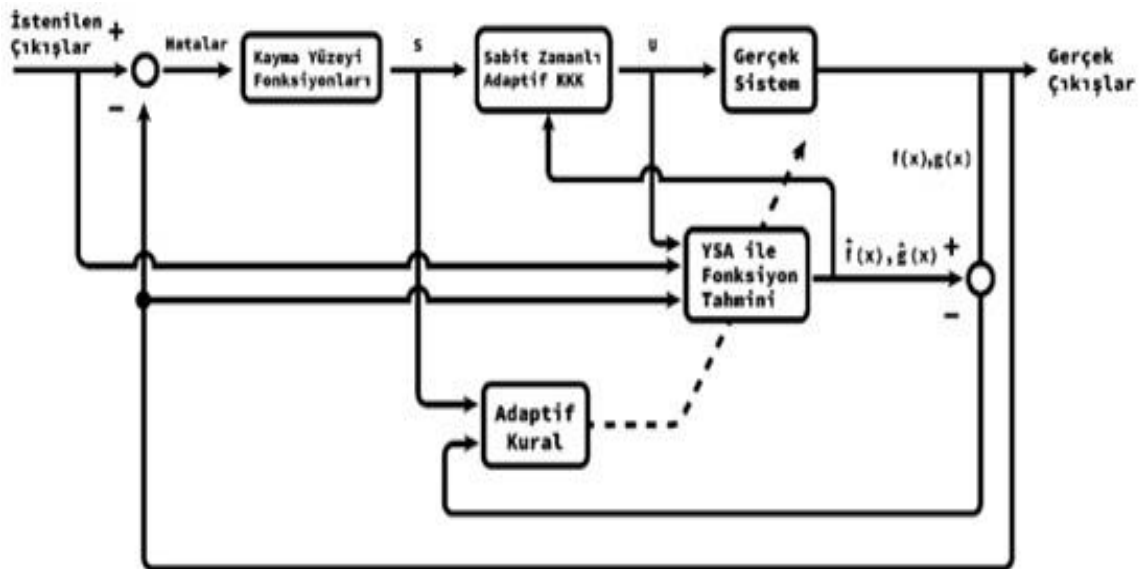 İstenilen
Çıkışlar
+
Hatalar
Kayma Yüzeyi
Fonksiyonları
S
Sabit Zamanlı
Adaptif KKK
U
Gerçek
Sistem
Gerçek
Çıkışlar
−
f(x),g(x)
YSA ile
Fonksiyon
Tahmini
f̂(x),ĝ(x)
+
−
Adaptif
Kural